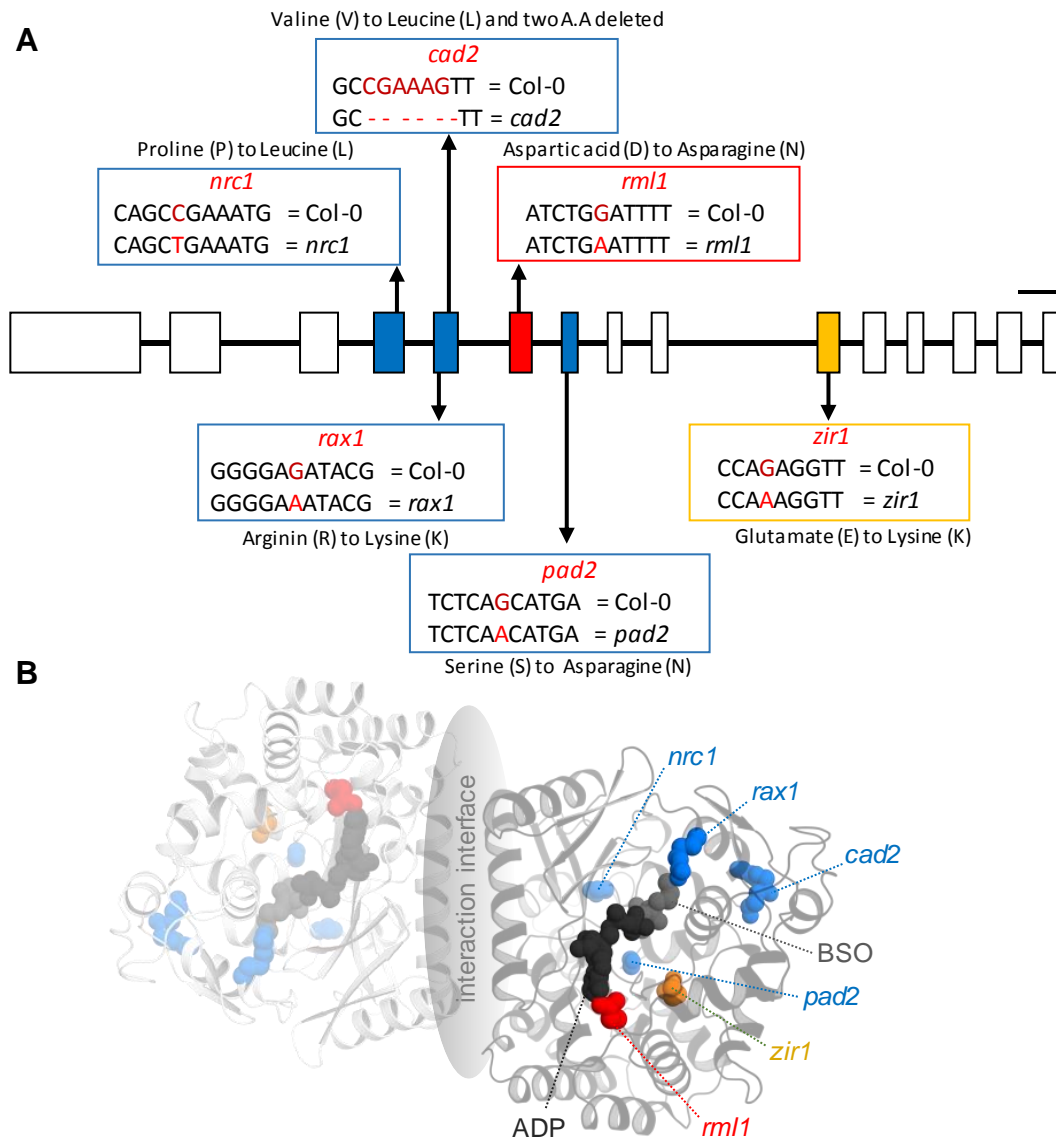 A
Valine (V) to Leucine (L) and two A.A deleted
cad2
GCCGAAAGTT = Col-0
GC - - - - - -TT = cad2
Proline (P) to Leucine (L)
nrc1
CAGCCGAAATG = Col-0
CAGCTGAAATG = nrc1
Aspartic acid (D) to Asparagine (N)
rml1
ATCTGGATTTT = Col-0
ATCTGAATTTT = rml1
rax1
GGGGAGATACG = Col-0
GGGGAAATACG = rax1
Arginin (R) to Lysine (K)
zir1
CCAGAGGTT = Col-0
CCAAAGGTT = zir1
Glutamate (E) to Lysine (K)
pad2
TCTCAGCATGA = Col-0
TCTCAACATGA = pad2
Serine (S) to Asparagine (N)
B
interaction interface
nrc1
rax1
cad2
BSO
pad2
zir1
rml1
ADP